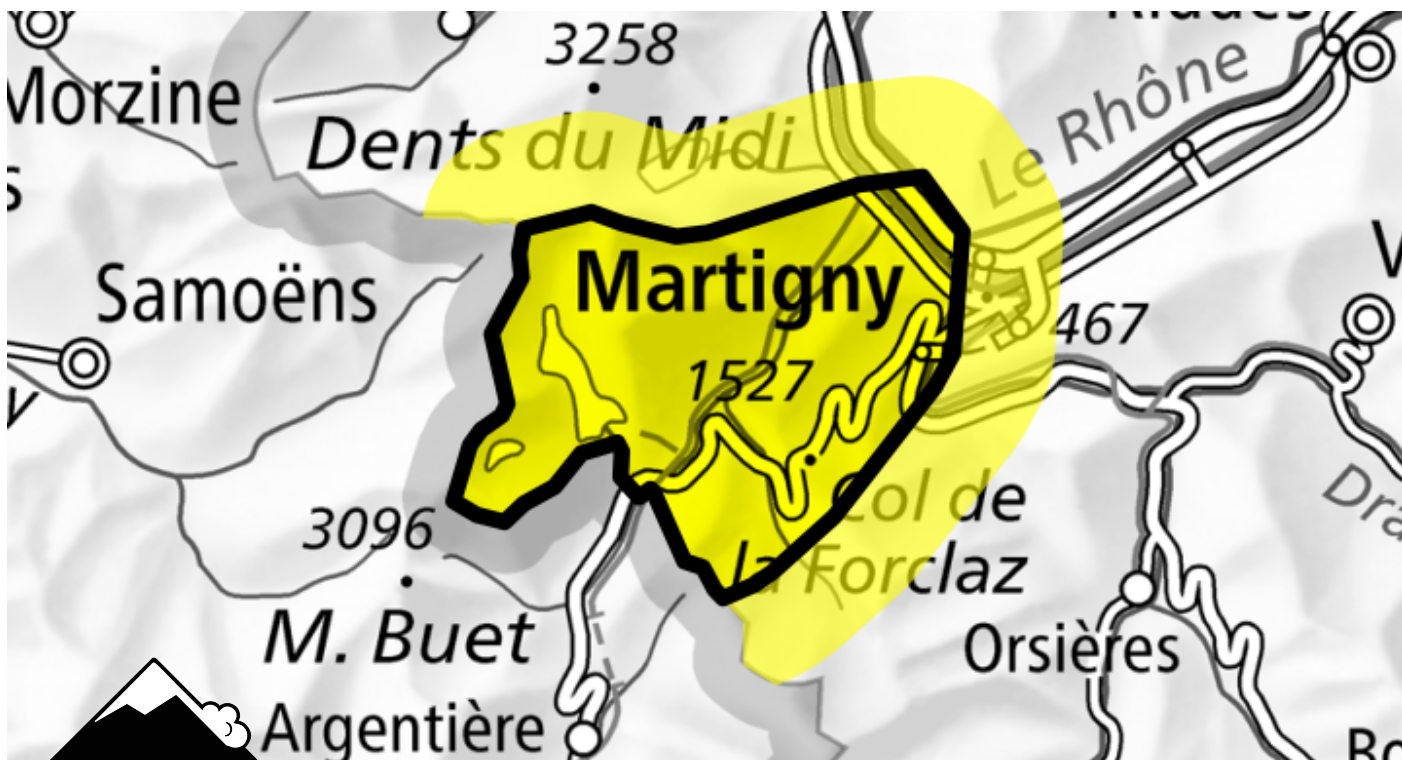 3258
Morzine
Le Rhône
Dents du Midi
Martigny
Samoëns
467
1527
Col de
la Forclaz
3096
M. Buet
Orsières
Argentière